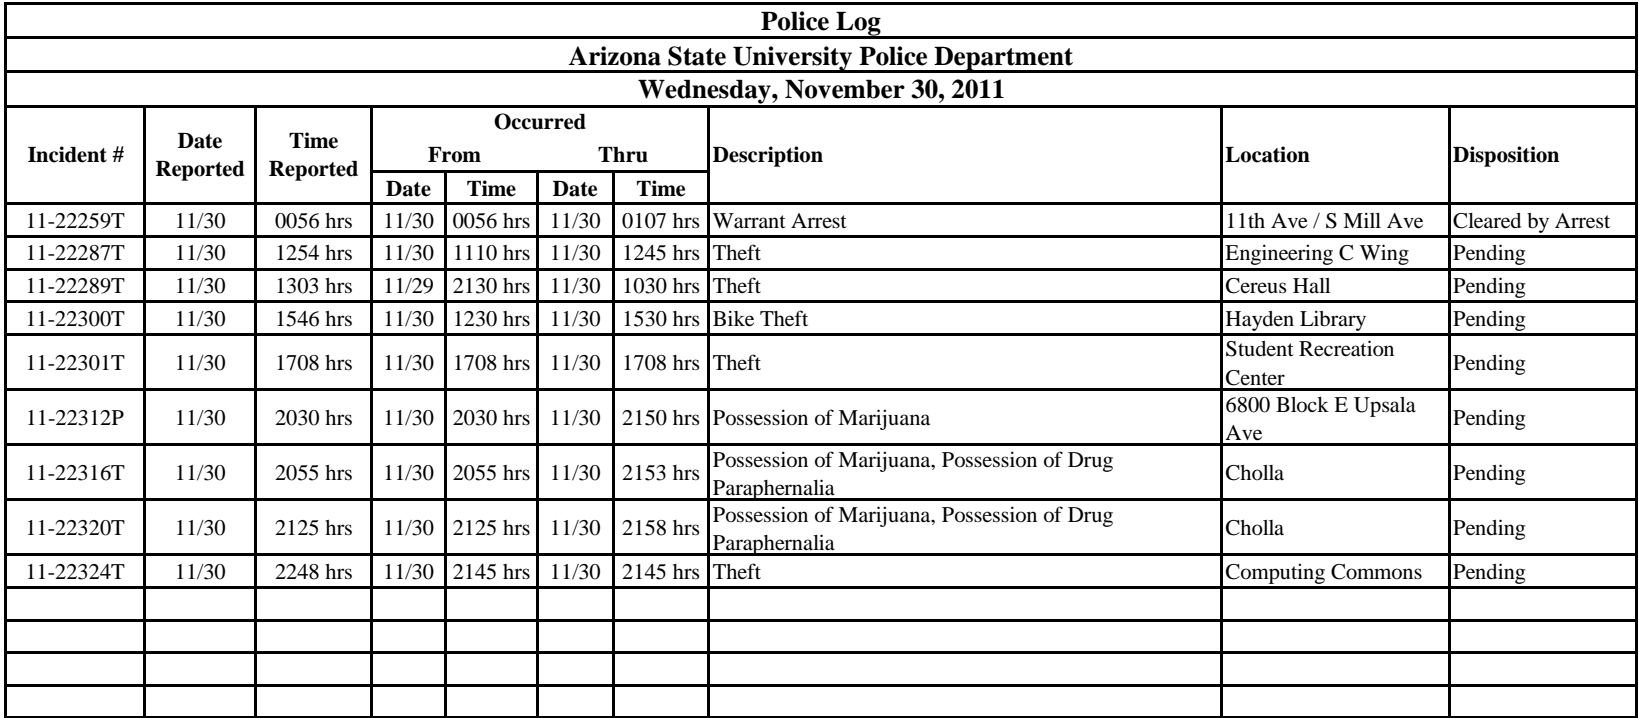 Police Log
Arizona State University Police Department
Wednesday, November 30, 2011
Incident # Date Reported Time Reported Occurred Description Location Disposition
From Thru
Date Time Date Time
11-22259T 11/30 0056 hrs 11/30 0056 hrs 11/30 0107 hrs Warrant Arrest 11th Ave / S Mill Ave Cleared by Arrest
11-22287T 11/30 1254 hrs 11/30 1110 hrs 11/30 1245 hrs Theft Engineering C Wing Pending
11-22289T 11/30 1303 hrs 11/29 2130 hrs 11/30 1030 hrs Theft Cereus Hall Pending
11-22300T 11/30 1546 hrs 11/30 1230 hrs 11/30 1530 hrs Bike Theft Hayden Library Pending
11-22301T 11/30 1708 hrs 11/30 1708 hrs 11/30 1708 hrs Theft Student Recreation Center Pending
11-22312P 11/30 2030 hrs 11/30 2030 hrs 11/30 2150 hrs Possession of Marijuana 6800 Block E Upsala Ave Pending
11-22316T 11/30 2055 hrs 11/30 2055 hrs 11/30 2153 hrs Possession of Marijuana, Possession of Drug Paraphernalia Cholla Pending
11-22320T 11/30 2125 hrs 11/30 2125 hrs 11/30 2158 hrs Possession of Marijuana, Possession of Drug Paraphernalia Cholla Pending
11-22324T 11/30 2248 hrs 11/30 2145 hrs 11/30 2145 hrs Theft Computing Commons Pending